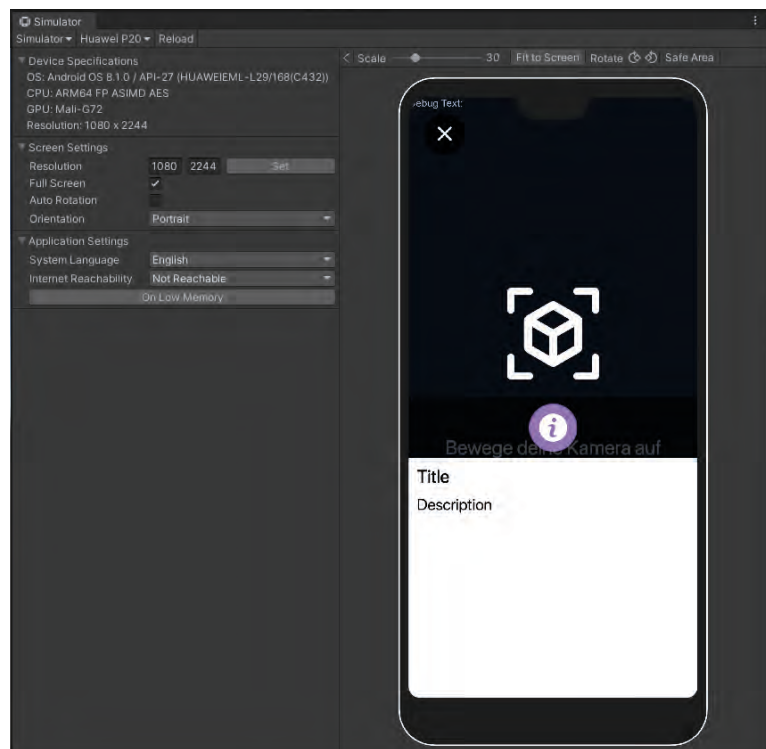 Simulator
Simulator Huawei P20 Reload
Device Specifications
OS: Android OS 8.1.0 / API-27 (HUAWEIEML-L29/168(C432))
CPU: ARM64 FP ASIMD AES
GPU: Mali-G72
Resolution: 1080 x 2244
Screen Settings
Resolution 1080 2244 Set
Full Screen
Auto Rotation
Orientation Portrait
Application Settings
System Language English
Internet Reachability Not Reachable
On Low Memory
Scale 30 Fit to Screen Rotate Safe Area
ebug Text:
i
Bewege deine Kamera auf
Title
Description